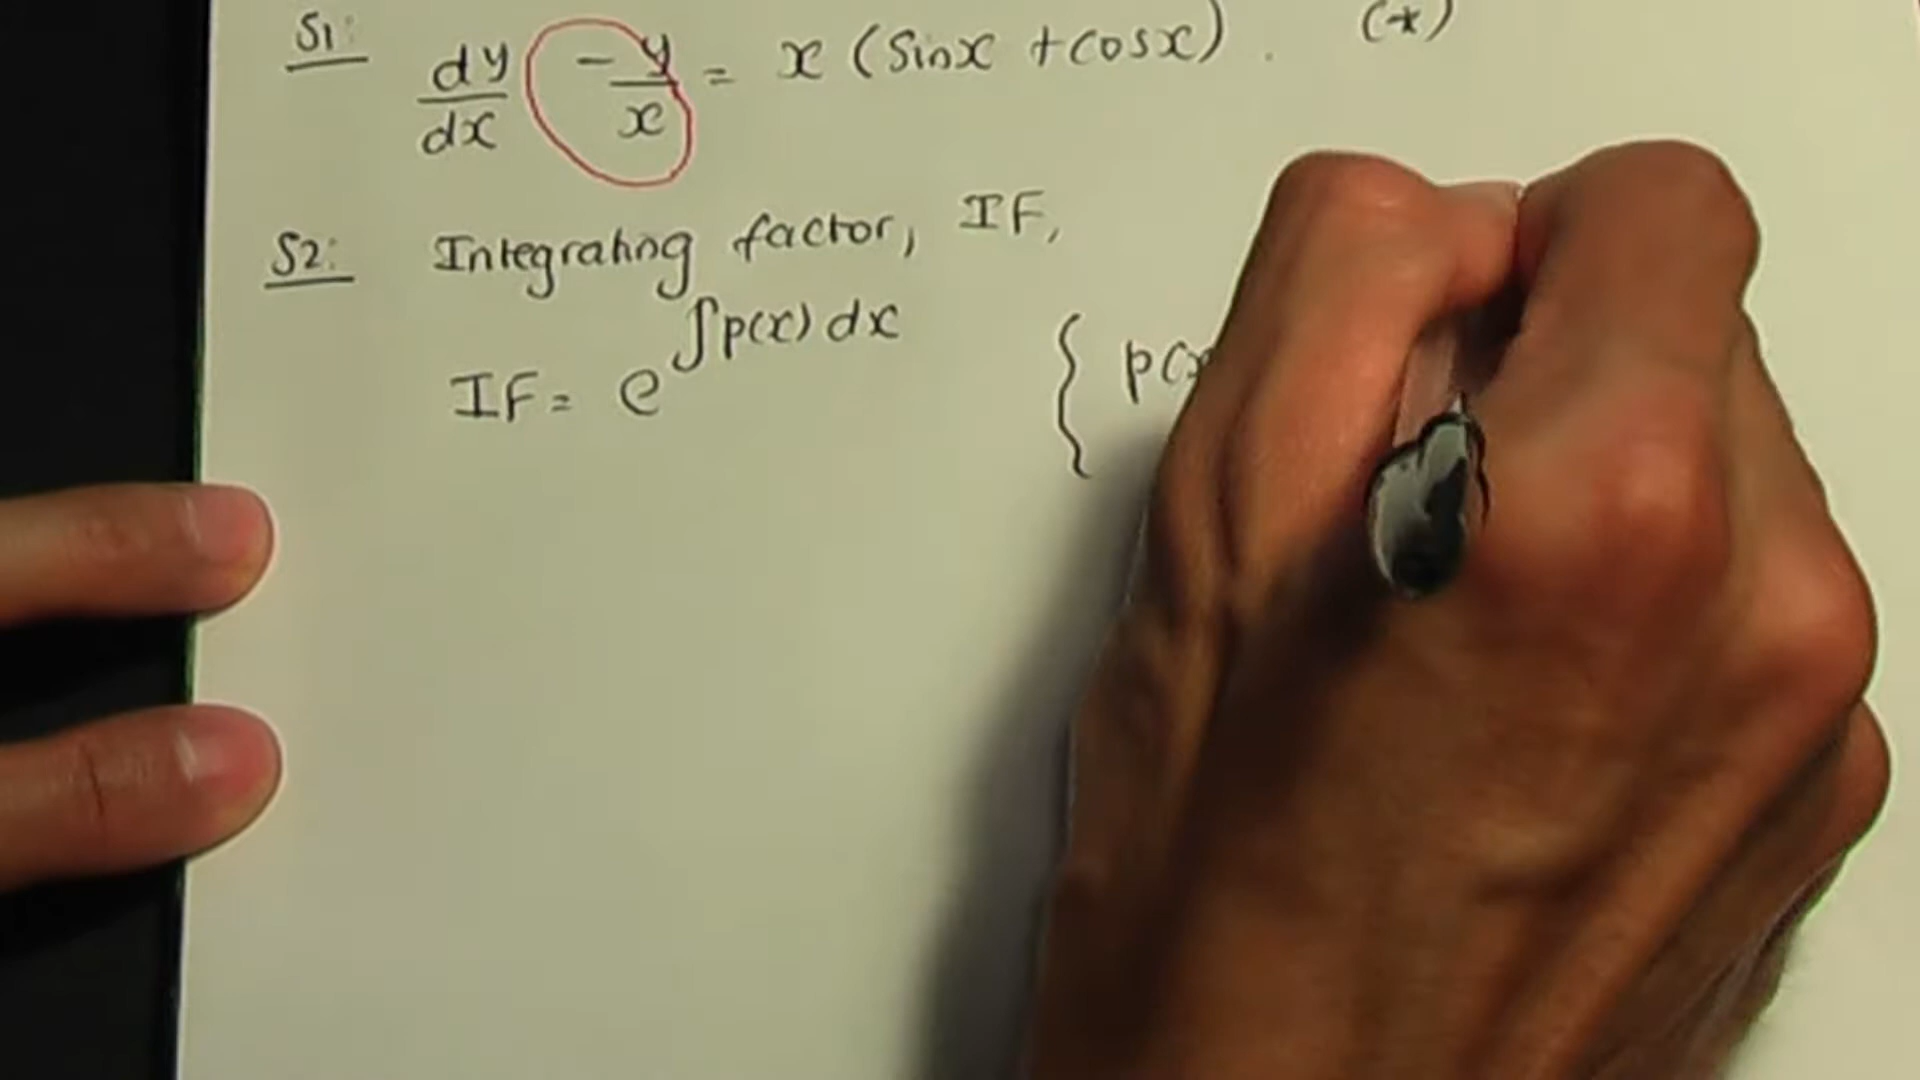 S1: dy/dx - y/x = x (Sinx + cosx). (*)
S2: Integrating factor, IF,
IF = e^∫p(x) dx { p(x